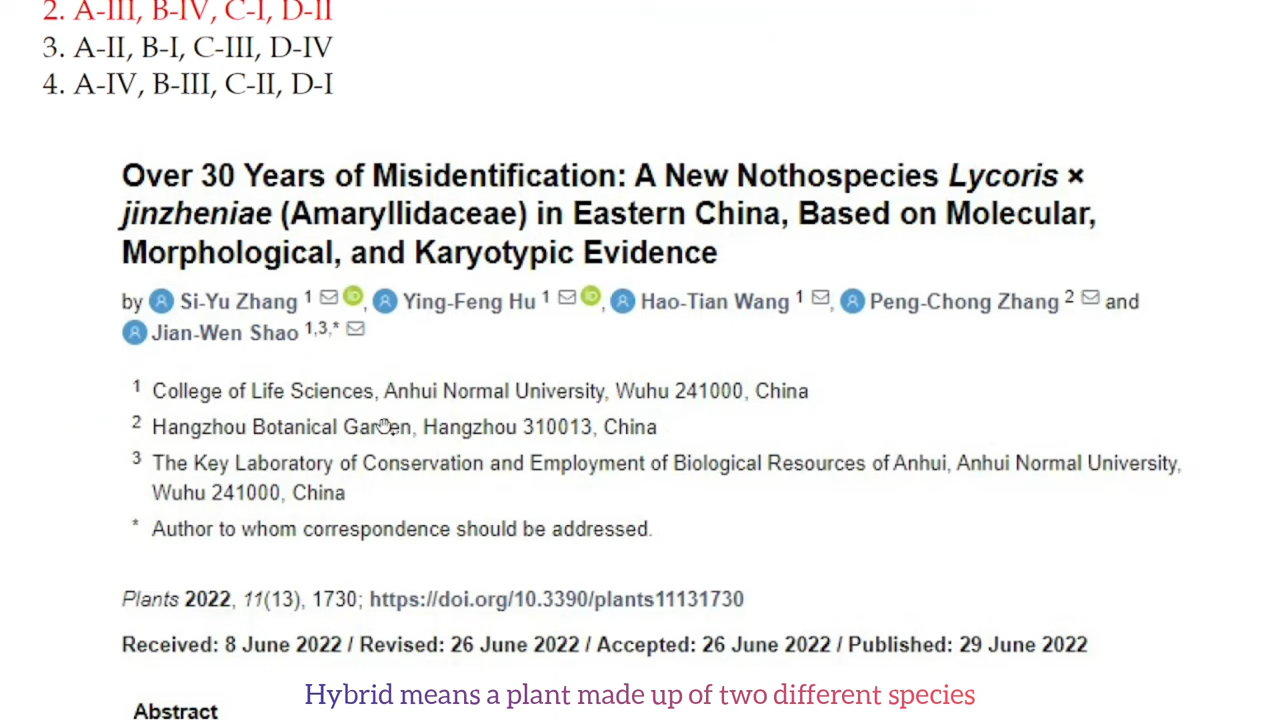 2. A-III, B-IV, C-I, D-II
3. A-II, B-I, C-III, D-IV
4. A-IV, B-III, C-II, D-I
Over 30 Years of Misidentification: A New Nothospecies Lycoris ×
jinzheniae (Amaryllidaceae) in Eastern China, Based on Molecular,
Morphological, and Karyotypic Evidence
by Si-Yu Zhang 1, Ying-Feng Hu 1, Hao-Tian Wang 1, Peng-Chong Zhang 2 and
Jian-Wen Shao 1,3,*
1 College of Life Sciences, Anhui Normal University, Wuhu 241000, China
2 Hangzhou Botanical Garden, Hangzhou 310013, China
3 The Key Laboratory of Conservation and Employment of Biological Resources of Anhui, Anhui Normal University,
Wuhu 241000, China
* Author to whom correspondence should be addressed.
Plants 2022, 11(13), 1730; https://doi.org/10.3390/plants11131730
Received: 8 June 2022 / Revised: 26 June 2022 / Accepted: 26 June 2022 / Published: 29 June 2022
Hybrid means a plant made up of two different species
Abstract